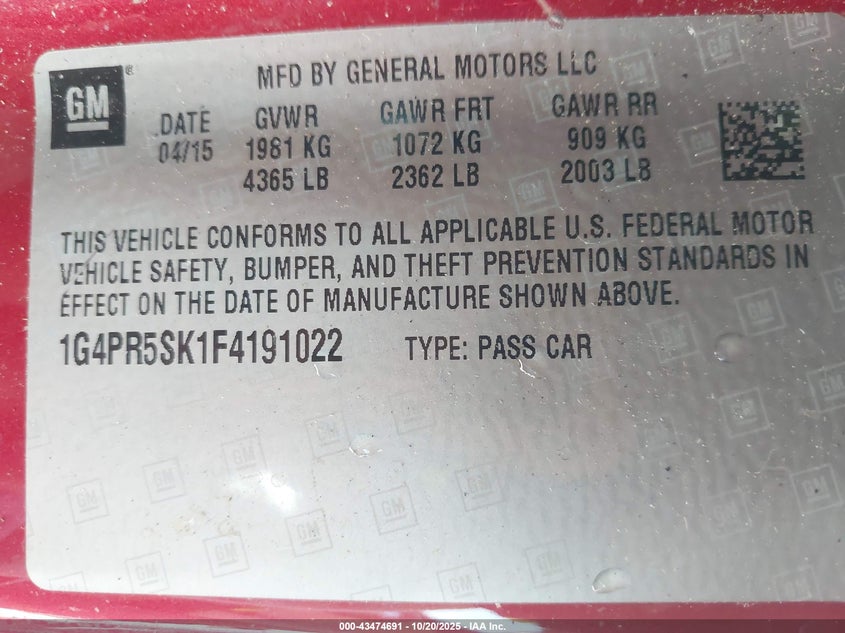 MFD BY GENERAL MOTORS LLC
GM®
DATE GVWR GAWR FRT GAWR RR
04/15 1981 KG 1072 KG 909 KG
4365 LB 2362 LB 2003 LB
THIS VEHICLE CONFORMS TO ALL APPLICABLE U.S. FEDERAL MOTOR
VEHICLE SAFETY, BUMPER, AND THEFT PREVENTION STANDARDS IN
EFFECT ON THE DATE OF MANUFACTURE SHOWN ABOVE.
1G4PR5SK1F4191022 TYPE: PASS CAR
000-43474691 - 10/20/2025 - IAA Inc.